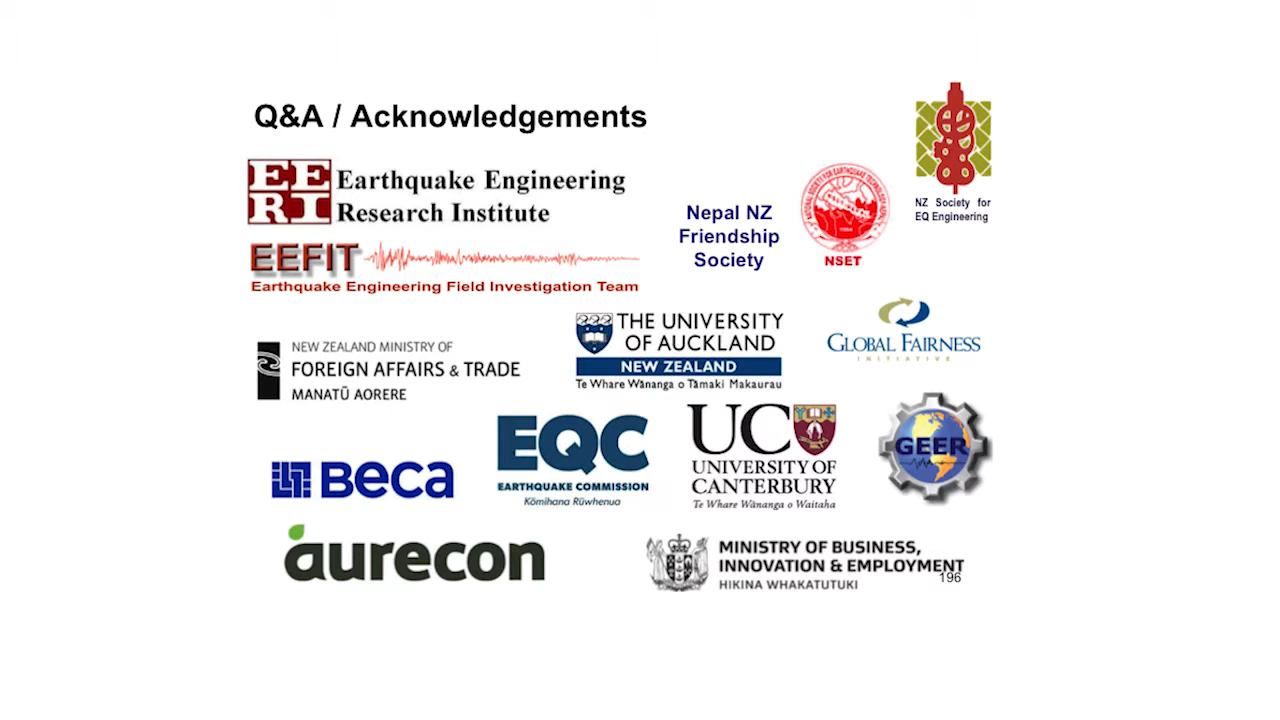 Q&A / Acknowledgements
EE
RI
Earthquake Engineering
Research Institute
EEFIT
Earthquake Engineering Field Investigation Team
Nepal NZ
Friendship
Society
NSET
NZ Society for
EQ Engineering
NEW ZEALAND MINISTRY OF
FOREIGN AFFAIRS & TRADE
MANATŪ AORERE
THE UNIVERSITY
OF AUCKLAND
NEW ZEALAND
Te Whare Wānanga o Tāmaki Makaurau
GLOBAL FAIRNESS
INITIATIVE
Beca
EQC
EARTHQUAKE COMMISSION
Kōmihana Rūwhenua
UC
UNIVERSITY OF
CANTERBURY
Te Whare Wānanga o Waitaha
GEER
aurecon
MINISTRY OF BUSINESS,
INNOVATION & EMPLOYMENT
HIKINA WHAKATUTUKI
196